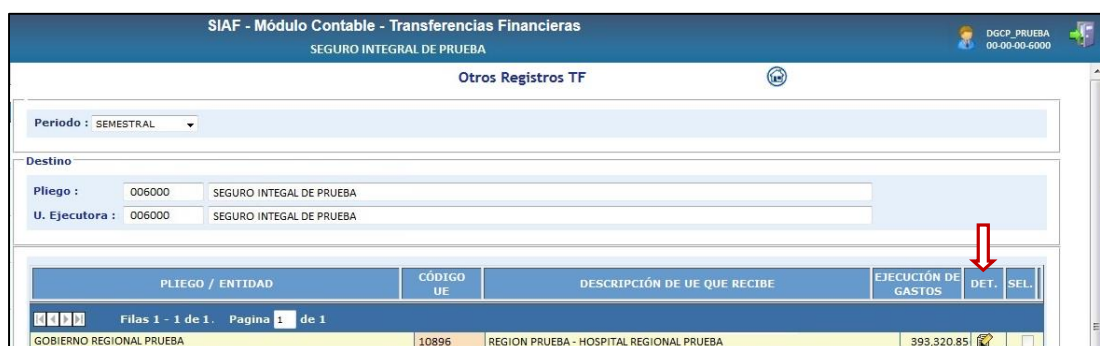 SIAF - Módulo Contable - Transferencias Financieras
SEGURO INTEGRAL DE PRUEBA
DGCP_PRUEBA
00-00-00-6000
Otros Registros TF
Periodo : SEMESTRAL
Destino
Pliego : 006000 SEGURO INTEGAL DE PRUEBA
U. Ejecutora : 006000 SEGURO INTEGAL DE PRUEBA
PLIEGO / ENTIDAD CÓDIGO UE DESCRIPCIÓN DE UE QUE RECIBE EJECUCIÓN DE GASTOS DET. SEL.
Filas 1 - 1 de 1. Pagina 1 de 1
GOBIERNO REGIONAL PRUEBA 10896 REGION PRUEBA - HOSPITAL REGIONAL PRUEBA 393,320.85